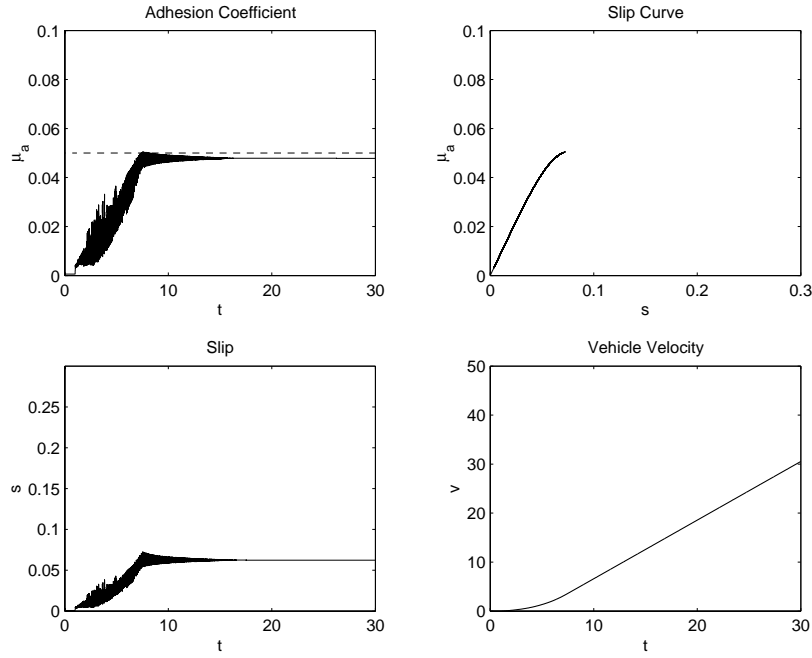 Adhesion Coefficient
0.1
0.08
0.06
0.04
0.02
0
μa
0 10 20 30
t
Slip Curve
0.1
0.08
0.06
0.04
0.02
0
μa
0 0.1 0.2 0.3
s
Slip
0.25
0.2
0.15
0.1
0.05
0
s
0 10 20 30
t
Vehicle Velocity
50
40
30
20
10
0
v
0 10 20 30
t